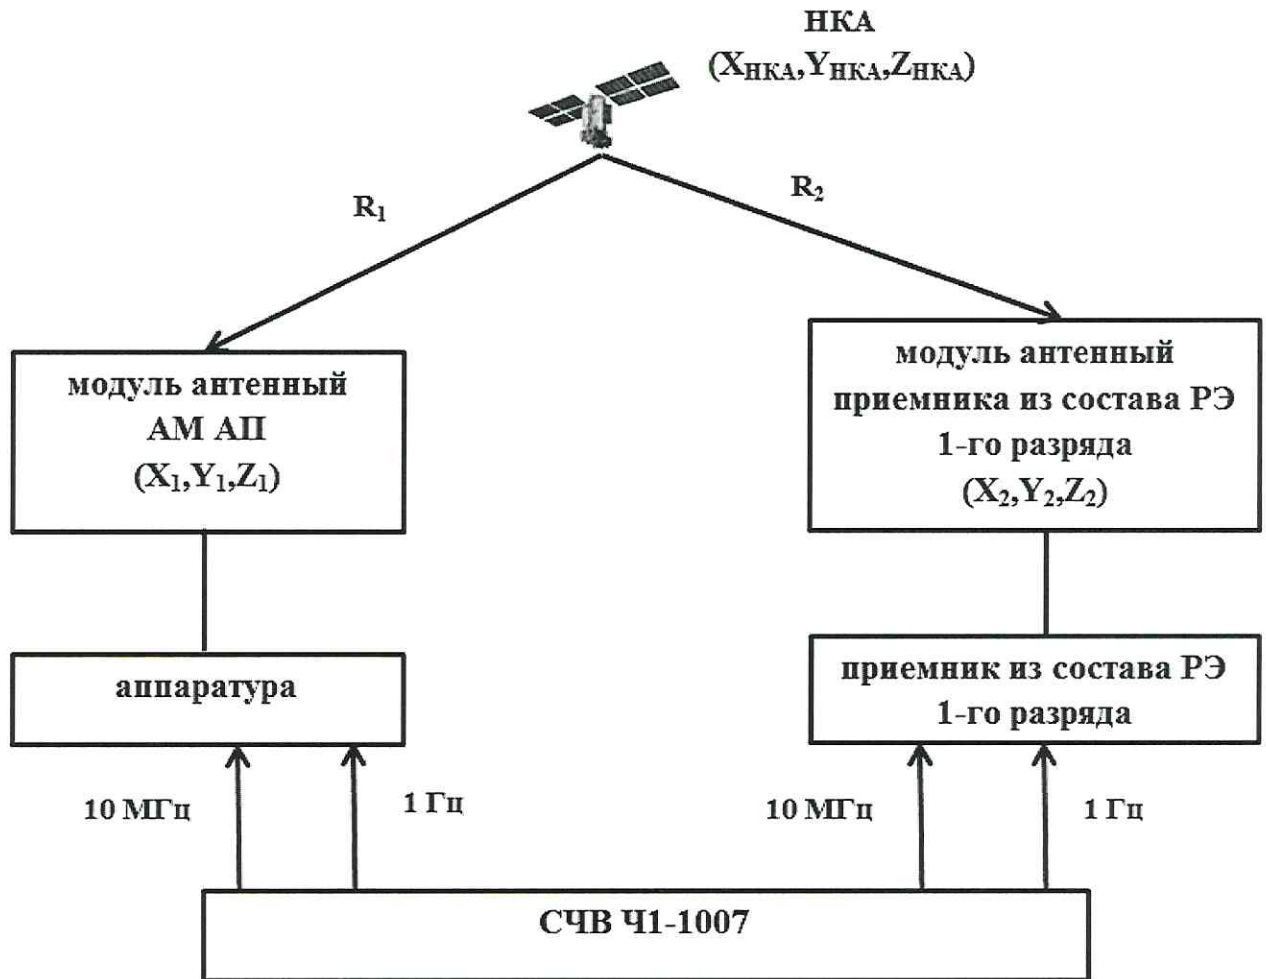 НКА
(XНКА,YНКА,ZНКА)
R1
R2
модуль антенный
АМ АП
(X1,Y1,Z1)
модуль антенный
приемника из состава РЭ
1-го разряда
(X2,Y2,Z2)
аппаратура
приемник из состава РЭ
1-го разряда
10 МГц
1 Гц
10 МГц
1 Гц
СЧВ Ч1-1007